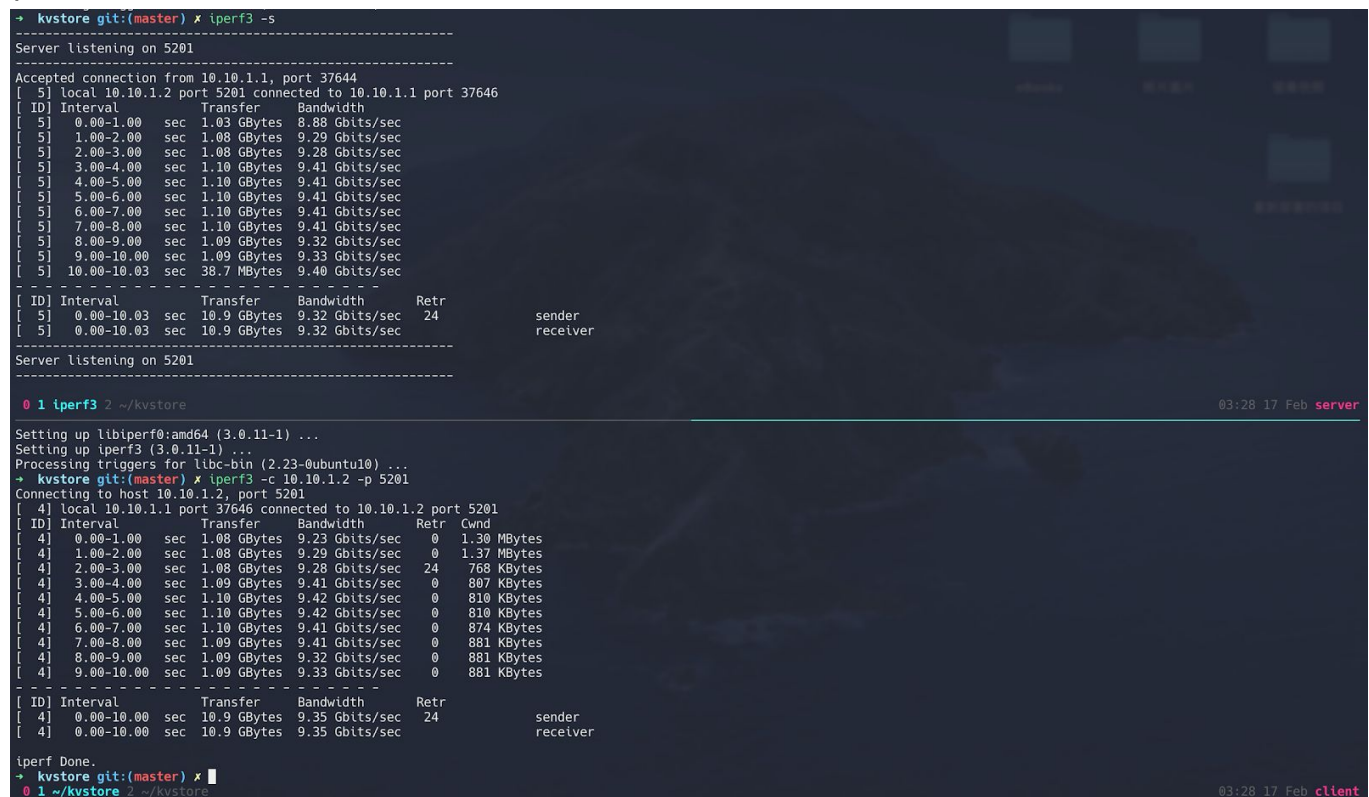 → kvstore git:(master) ✗ iperf3 -s
-----------------------------------------------------------
Server listening on 5201
-----------------------------------------------------------
Accepted connection from 10.10.1.1, port 37644
[  5] local 10.10.1.2 port 5201 connected to 10.10.1.1 port 37646
[ ID] Interval           Transfer     Bandwidth
[  5]   0.00-1.00   sec  1.03 GBytes  8.88 Gbits/sec
[  5]   1.00-2.00   sec  1.08 GBytes  9.29 Gbits/sec
[  5]   2.00-3.00   sec  1.08 GBytes  9.28 Gbits/sec
[  5]   3.00-4.00   sec  1.10 GBytes  9.41 Gbits/sec
[  5]   4.00-5.00   sec  1.10 GBytes  9.41 Gbits/sec
[  5]   5.00-6.00   sec  1.10 GBytes  9.41 Gbits/sec
[  5]   6.00-7.00   sec  1.10 GBytes  9.41 Gbits/sec
[  5]   7.00-8.00   sec  1.10 GBytes  9.41 Gbits/sec
[  5]   8.00-9.00   sec  1.09 GBytes  9.32 Gbits/sec
[  5]   9.00-10.00  sec  1.09 GBytes  9.33 Gbits/sec
[  5]  10.00-10.03  sec  38.7 MBytes  9.40 Gbits/sec
- - - - - - - - - - - - - - - - - - - - - - - - -
[ ID] Interval           Transfer     Bandwidth       Retr
[  5]   0.00-10.03  sec  10.9 GBytes  9.32 Gbits/sec   24             sender
[  5]   0.00-10.03  sec  10.9 GBytes  9.32 Gbits/sec                  receiver
-----------------------------------------------------------
Server listening on 5201
-----------------------------------------------------------
0 1 iperf3 2 ~/kvstore 03:28 17 Feb server
Setting up libiperf0:amd64 (3.0.11-1) ...
Setting up iperf3 (3.0.11-1) ...
Processing triggers for libc-bin (2.23-0ubuntu10) ...
→ kvstore git:(master) ✗ iperf3 -c 10.10.1.2 -p 5201
Connecting to host 10.10.1.2, port 5201
[  4] local 10.10.1.1 port 37646 connected to 10.10.1.2 port 5201
[ ID] Interval           Transfer     Bandwidth       Retr  Cwnd
[  4]   0.00-1.00   sec  1.08 GBytes  9.23 Gbits/sec    0   1.30 MBytes
[  4]   1.00-2.00   sec  1.08 GBytes  9.29 Gbits/sec    0   1.37 MBytes
[  4]   2.00-3.00   sec  1.08 GBytes  9.28 Gbits/sec   24    768 KBytes
[  4]   3.00-4.00   sec  1.09 GBytes  9.41 Gbits/sec    0    807 KBytes
[  4]   4.00-5.00   sec  1.10 GBytes  9.42 Gbits/sec    0    810 KBytes
[  4]   5.00-6.00   sec  1.10 GBytes  9.42 Gbits/sec    0    810 KBytes
[  4]   6.00-7.00   sec  1.10 GBytes  9.41 Gbits/sec    0    874 KBytes
[  4]   7.00-8.00   sec  1.09 GBytes  9.41 Gbits/sec    0    881 KBytes
[  4]   8.00-9.00   sec  1.09 GBytes  9.32 Gbits/sec    0    881 KBytes
[  4]   9.00-10.00  sec  1.09 GBytes  9.33 Gbits/sec    0    881 KBytes
- - - - - - - - - - - - - - - - - - - - - - - - -
[ ID] Interval           Transfer     Bandwidth       Retr
[  4]   0.00-10.00  sec  10.9 GBytes  9.35 Gbits/sec   24             sender
[  4]   0.00-10.00  sec  10.9 GBytes  9.35 Gbits/sec                  receiver
iperf Done.
→ kvstore git:(master) ✗
0 1 ~/kvstore 2 ~/kvstore 03:28 17 Feb client